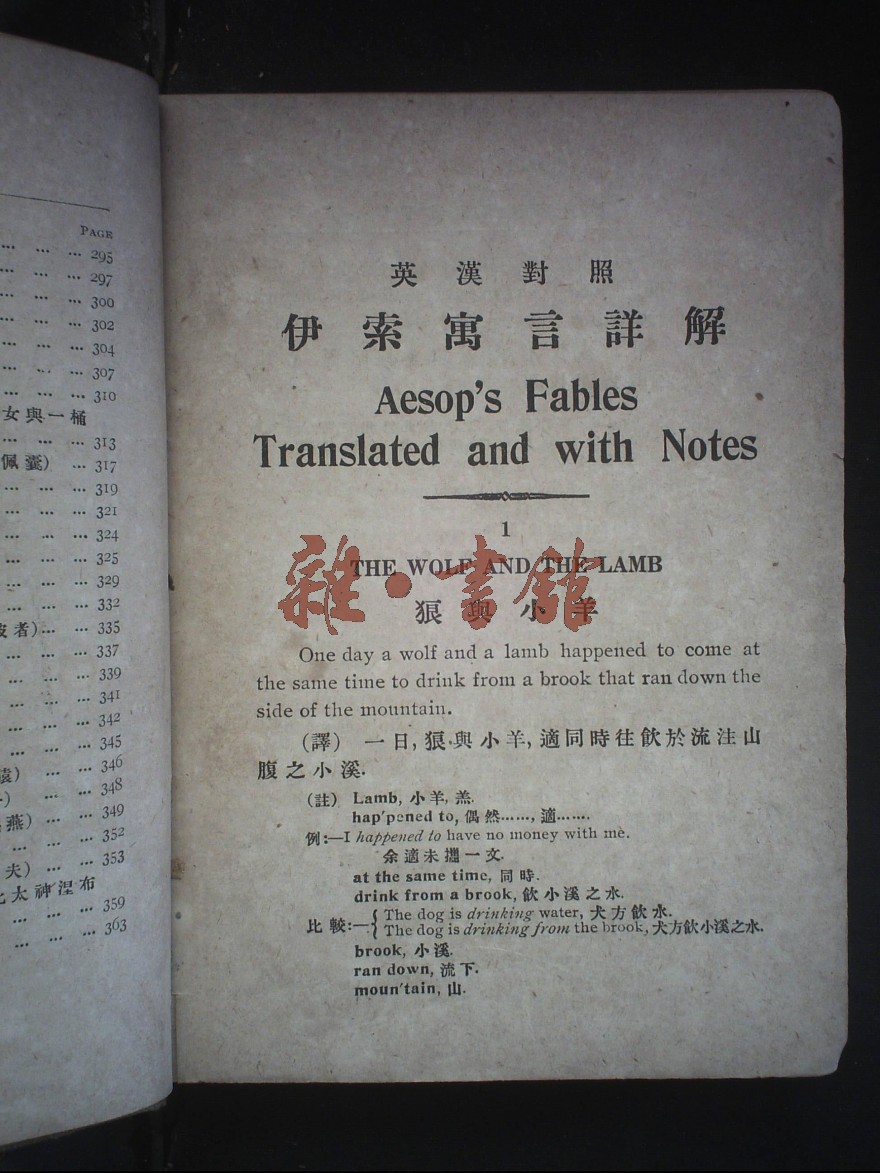 PAGE
... ... ... 295
... ... ... 297
... ... ... 300
... ... ... 302
... ... ... 304
... ... ... 307
... ... ... 310
女與一桶
... ... ... 313
佩囊) ... 317
... ... ... 319
... ... ... 321
... ... ... 324
... ... ... 325
... ... ... 329
... ... ... 332
者)... ... 335
... ... ... 337
... ... ... 339
... ... ... 341
... ... ... 342
... ... ... 345
) ... ... 346
) ... ... 348
... ... ... 349
燕) ... ... 352
... ... ... 353
夫) ... ...
太神涅布
... ... ... 359
... ... ... 363
英漢對照
伊索寓言詳解
Aesop's Fables
Translated and with Notes
1
THE WOLF AND THE LAMB
狼與小羊
雜·書館
One day a wolf and a lamb happened to come at
the same time to drink from a brook that ran down the
side of the mountain.
(譯) 一日,狼與小羊,適同時往飲於流注山
腹之小溪.
(註) Lamb, 小羊, 羔.
hap'pened to, 偶然……, 適…….
例:—I happened to have no money with me.
余適未攜一文.
at the same time, 同時.
drink from a brook, 飲小溪之水.
比較:—{The dog is drinking water, 犬方飲水.
The dog is drinking from the brook, 犬方飲小溪之水.
brook, 小溪.
ran down, 流下.
moun'tain, 山.